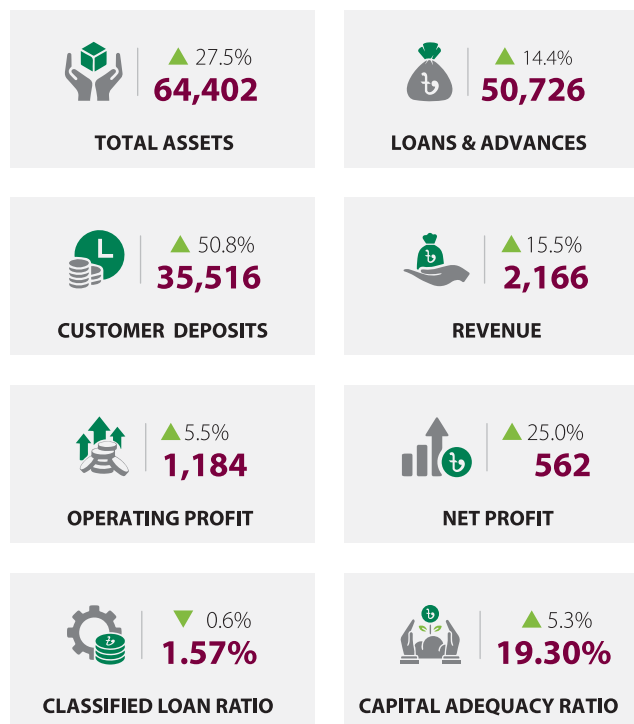 ▲ 27.5%
64,402
TOTAL ASSETS
▲ 14.4%
৳
50,726
LOANS & ADVANCES
▲ 50.8%
L
35,516
CUSTOMER DEPOSITS
▲ 15.5%
৳
2,166
REVENUE
▲ 5.5%
1,184
OPERATING PROFIT
▲ 25.0%
৳
562
NET PROFIT
▼ 0.6%
৳
1.57%
CLASSIFIED LOAN RATIO
৳
▲ 5.3%
19.30%
CAPITAL ADEQUACY RATIO